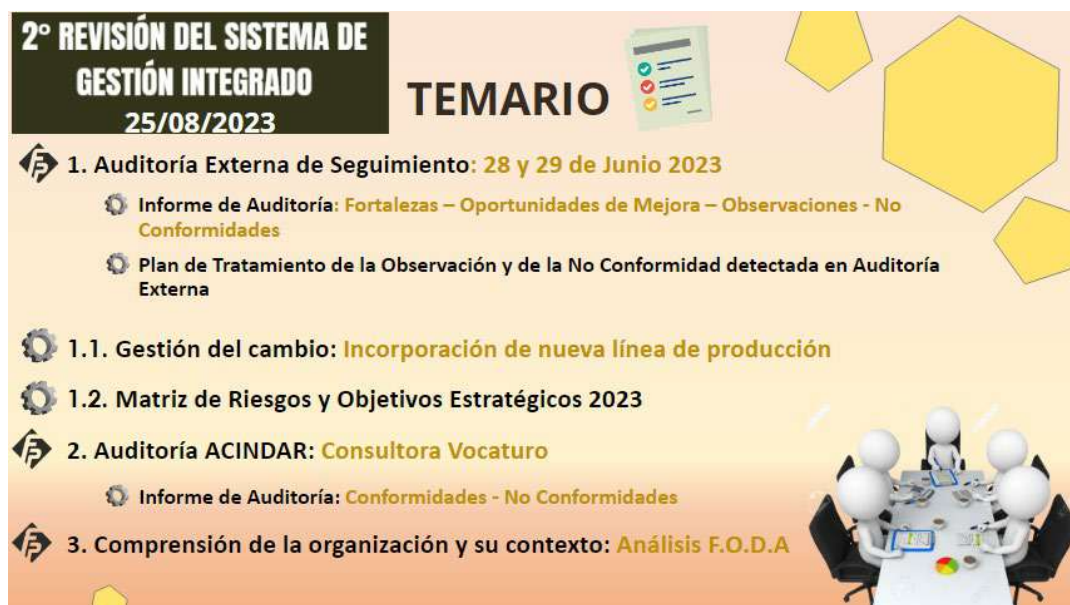 2° REVISIÓN DEL SISTEMA DE
GESTIÓN INTEGRADO
25/08/2023
TEMARIO
1. Auditoría Externa de Seguimiento: 28 y 29 de Junio 2023
Informe de Auditoría: Fortalezas – Oportunidades de Mejora – Observaciones - No
Conformidades
Plan de Tratamiento de la Observación y de la No Conformidad detectada en Auditoría
Externa
1.1. Gestión del cambio: Incorporación de nueva línea de producción
1.2. Matriz de Riesgos y Objetivos Estratégicos 2023
2. Auditoría ACINDAR: Consultora Vocaturo
Informe de Auditoría: Conformidades - No Conformidades
3. Comprensión de la organización y su contexto: Análisis F.O.D.A